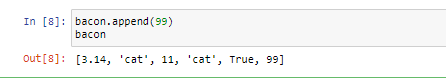 In [8]: bacon.append(99)
bacon
Out[8]: [3.14, 'cat', 11, 'cat', True, 99]